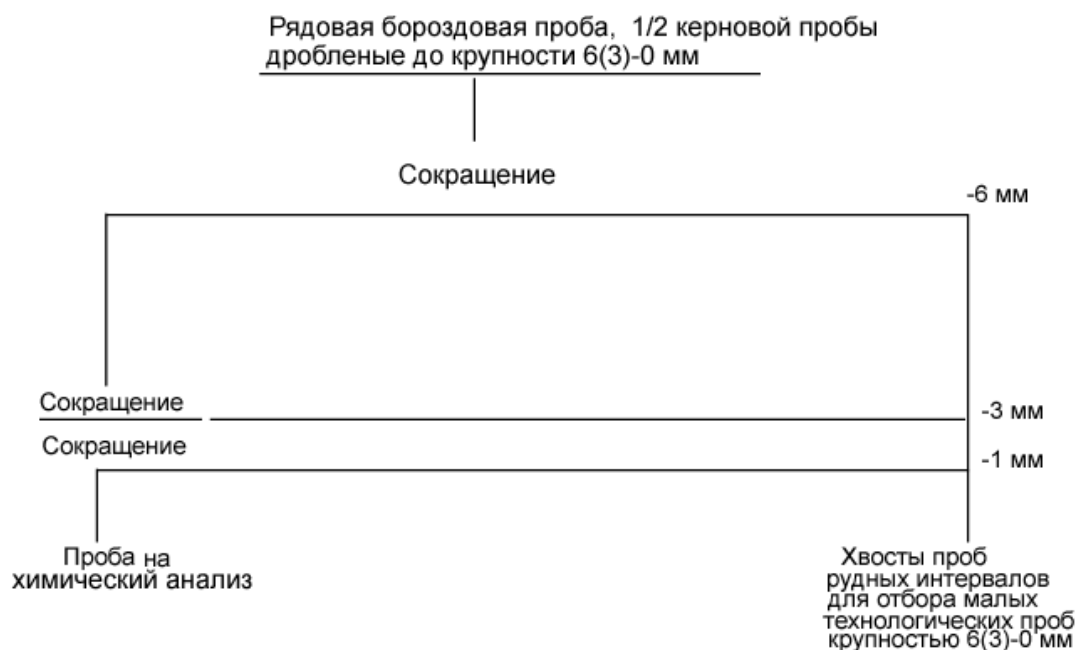 Рядовая бороздовая проба, 1/2 керновой пробы
дробленые до крупности 6(3)-0 мм
Сокращение
-6 мм
Сокращение
-3 мм
Сокращение
-1 мм
Проба на
химический анализ
Хвосты проб
рудных интервалов
для отбора малых
технологических проб
крупностью 6(3)-0 мм